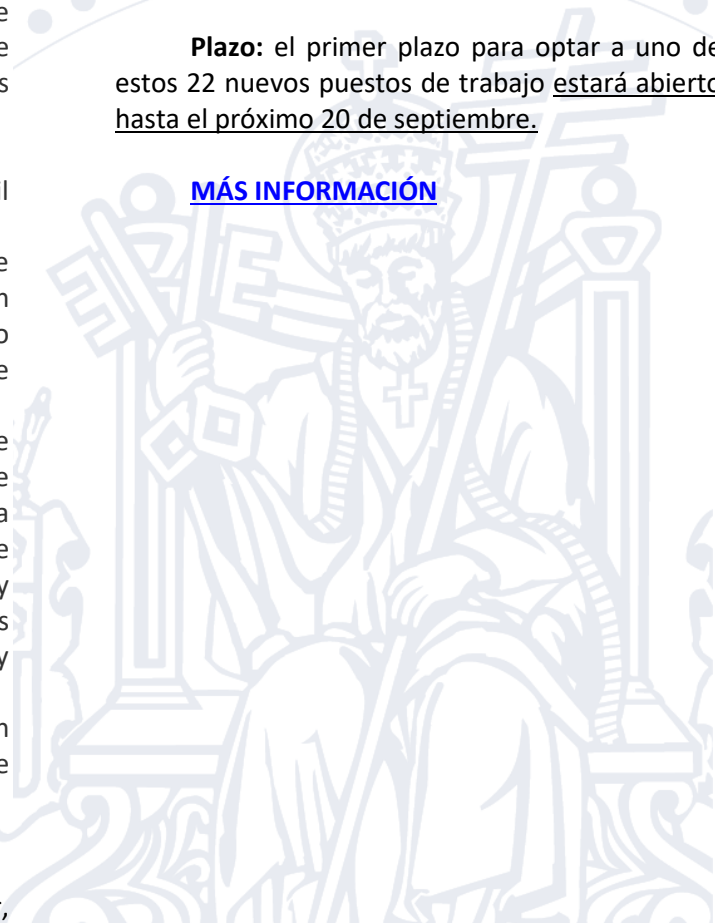 Plazo: el primer plazo para optar a uno de
estos 22 nuevos puestos de trabajo estará abierto
hasta el próximo 20 de septiembre.
MÁS INFORMACIÓN